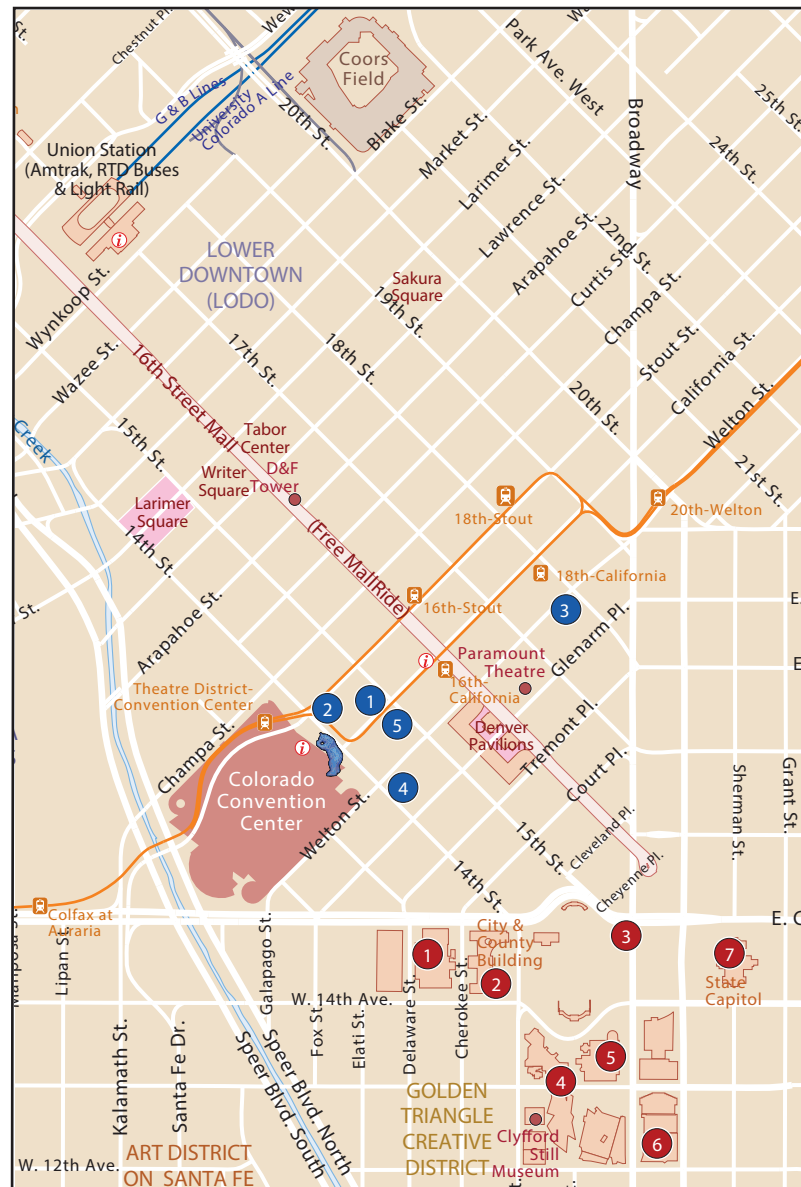 St.
Chestnut Pl.
Coors
Field
Park Ave. West
25th St.
G & B Lines
University
Colorado A Line
20th St.
Blake St.
Broadway
24th St.
Union Station
(Amtrak, RTD Buses
& Light Rail)
Market St.
Larimer St.
Lawrence St.
Arapahoe St.
22nd St.
Curtis St.
Champa St.
LOWER
DOWNTOWN
(LODO)
Sakura
Square
19th St.
Wynkoop St.
Stout St.
California St.
Wazee St.
17th St.
18th St.
20th St.
Welton St.
16th Street Mall
Creek
15th St.
Tabor
Center
Writer
Square
D&F
Tower
21st St.
Larimer
Square
18th-Stout
20th-Welton
14th St.
(Free MallRide)
18th-California
16th-Stout
St.
E.
3
Arapahoe St.
Glenarm Pl.
Paramount
Theatre
E.
16th-
California
Theatre District-
Convention Center
2
1
5
Denver
Pavilions
Tremont Pl.
Champa St.
Court Pl.
Colorado
Convention
Center
4
Welton St.
Sherman St.
Grant St.
15th St.
Cleveland Pl.
Cheyenne Pl.
14th St.
Colfax at
Auraria
E. C
Mariposa St.
Lipan St.
Galapago St.
City &
County
Building
1
2
3
7
State
Capitol
W. 14th Ave.
Kalamath St.
Santa Fe Dr.
Fox St.
Elati St.
Delaware St.
Cherokee St.
Speer Blvd. North
Speer Blvd. South
5
4
GOLDEN
TRIANGLE
CREATIVE
DISTRICT
Clyfford
Still
Museum
6
W. 12th Ave.
ART DISTRICT
ON SANTA FE
t.